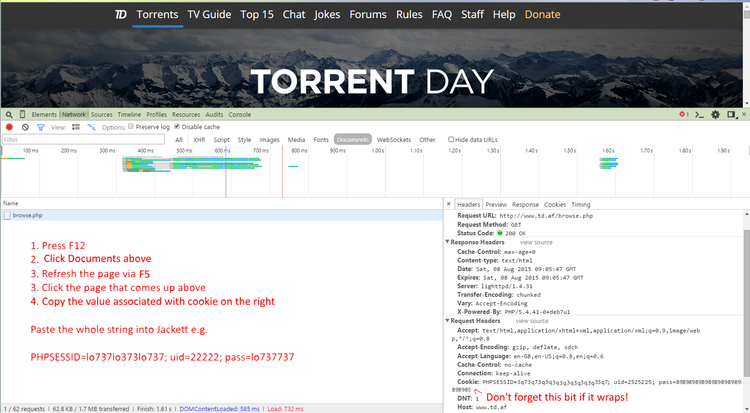 TD Torrents TV Guide Top 15 Chat Jokes Forums Rules FAQ Staff Help Donate
TORRENT DAY
Elements Network Sources Timeline Profiles Resources Audits Console 1
View: Options: Preserve log Disable cache
Filter All XHR Script Style Images Media Fonts Documents WebSockets Other Hide data URLs
100 ms 200 ms 300 ms 400 ms 500 ms 600 ms 700 ms 800 ms 900 ms 1.00 s 1.10 s 1.20 s 1.30 s 1.40 s 1.50 s 1.60 s 1.70 s 1.80 s 1.90 s
Name
browse.php
1. Press F12
2. Click Documents above
3. Refresh the page via F5
3. Click the page that comes up above
4. Copy the value associated with cookie on the right
Paste the whole string into Jackett e.g.
PHPSESSID=lo737lo373lo737; uid=22222; pass=lo737737
1 / 62 requests | 62.8 KB / 1.7 MB transferred | Finish: 1.61 s | DOMContentLoaded: 585 ms | Load: 732 ms
× Headers Preview Response Cookies Timing
Request URL: http://www.td.af/browse.php
Request Method: GET
Status Code: 200 OK
Response Headers view source
Cache-Control: max-age=0
Content-type: text/html
Date: Sat, 08 Aug 2015 09:05:47 GMT
Expires: Sat, 08 Aug 2015 09:05:47 GMT
Server: lighttpd/1.4.31
Transfer-Encoding: chunked
Vary: Accept-Encoding
X-Powered-By: PHP/5.4.41-0+deb7u1
Request Headers view source
Accept: text/html,application/xhtml+xml,application/xml;q=0.9,image/web
p,*/*;q=0.8
Accept-Encoding: gzip, deflate, sdch
Accept-Language: en-GB,en-US;q=0.8,en;q=0.6
Cache-Control: no-cache
Connection: keep-alive
Cookie: uid=2525225;
898989
Don't forget this bit if it wraps!
DNT: 1
Host: www.td.af